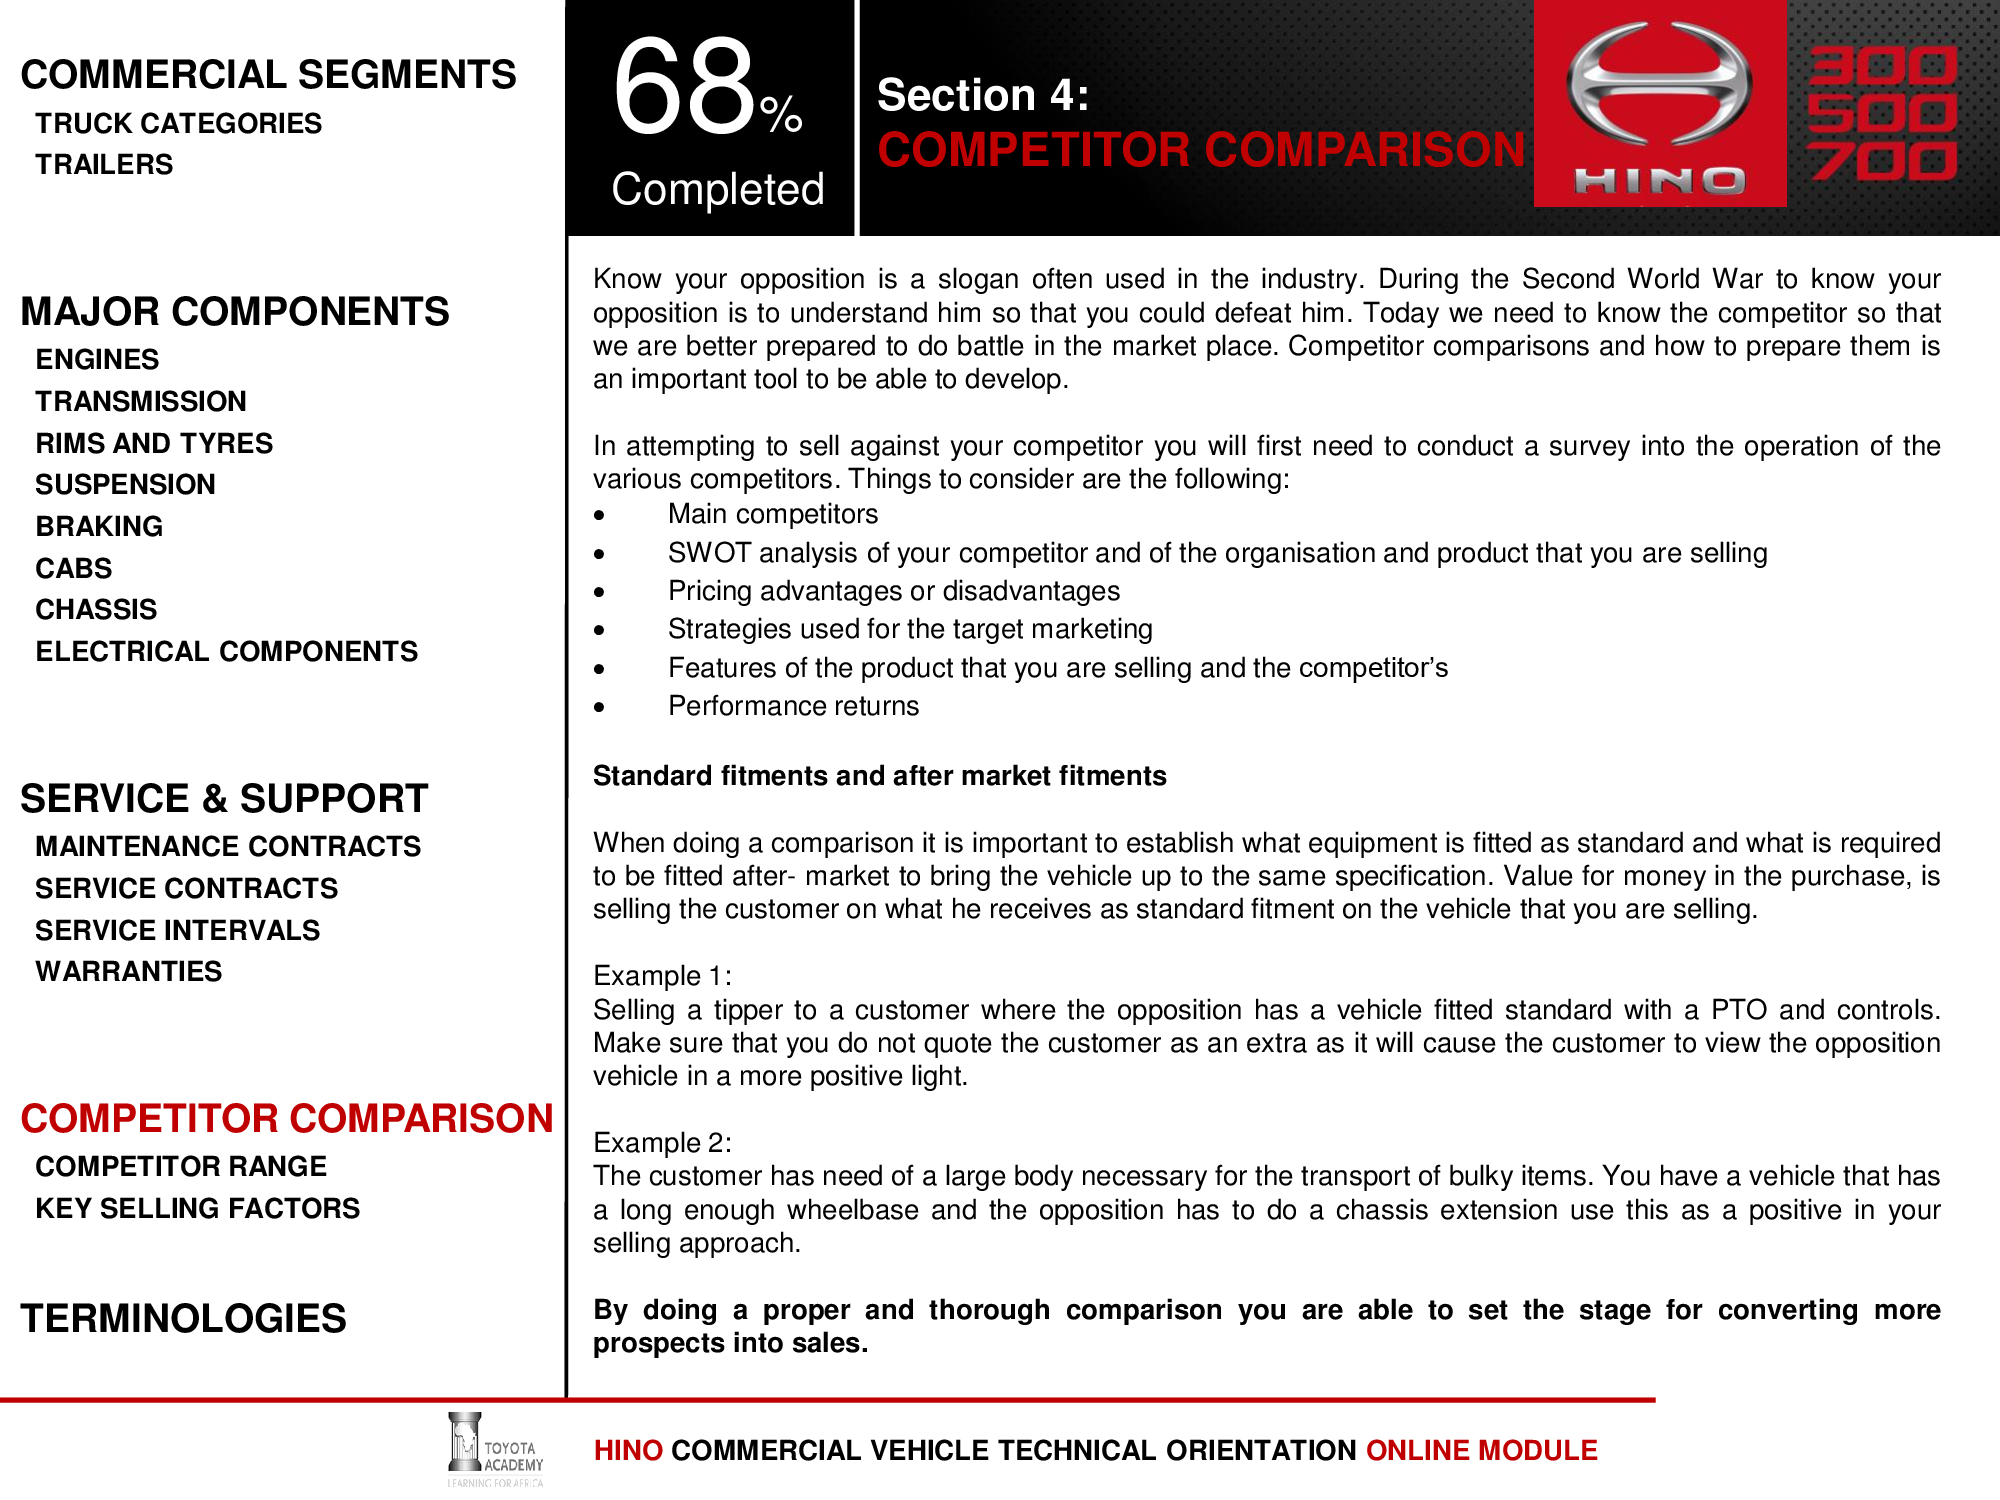 COMMERCIAL SEGMENTS
TRUCK CATEGORIES
TRAILERS
MAJOR COMPONENTS
ENGINES
TRANSMISSION
RIMS AND TYRES
SUSPENSION
BRAKING
CABS
CHASSIS
ELECTRICAL COMPONENTS
SERVICE & SUPPORT
MAINTENANCE CONTRACTS
SERVICE CONTRACTS
SERVICE INTERVALS
WARRANTIES
COMPETITOR COMPARISON
COMPETITOR RANGE
KEY SELLING FACTORS
TERMINOLOGIES
68%
Completed
Section 4:
COMPETITOR COMPARISON
HINO
300
500
700
Know your opposition is a slogan often used in the industry. During the Second World War to know your
opposition is to understand him so that you could defeat him. Today we need to know the competitor so that
we are better prepared to do battle in the market place. Competitor comparisons and how to prepare them is
an important tool to be able to develop.
In attempting to sell against your competitor you will first need to conduct a survey into the operation of the
various competitors. Things to consider are the following:
• Main competitors
• SWOT analysis of your competitor and of the organisation and product that you are selling
• Pricing advantages or disadvantages
• Strategies used for the target marketing
• Features of the product that you are selling and the competitor’s
• Performance returns
Standard fitments and after market fitments
When doing a comparison it is important to establish what equipment is fitted as standard and what is required
to be fitted after- market to bring the vehicle up to the same specification. Value for money in the purchase, is
selling the customer on what he receives as standard fitment on the vehicle that you are selling.
Example 1:
Selling a tipper to a customer where the opposition has a vehicle fitted standard with a PTO and controls.
Make sure that you do not quote the customer as an extra as it will cause the customer to view the opposition
vehicle in a more positive light.
Example 2:
The customer has need of a large body necessary for the transport of bulky items. You have a vehicle that has
a long enough wheelbase and the opposition has to do a chassis extension use this as a positive in your
selling approach.
By doing a proper and thorough comparison you are able to set the stage for converting more
prospects into sales.
TOYOTA
ACADEMY
LEARNING FOR AFRICA
HINO COMMERCIAL VEHICLE TECHNICAL ORIENTATION ONLINE MODULE